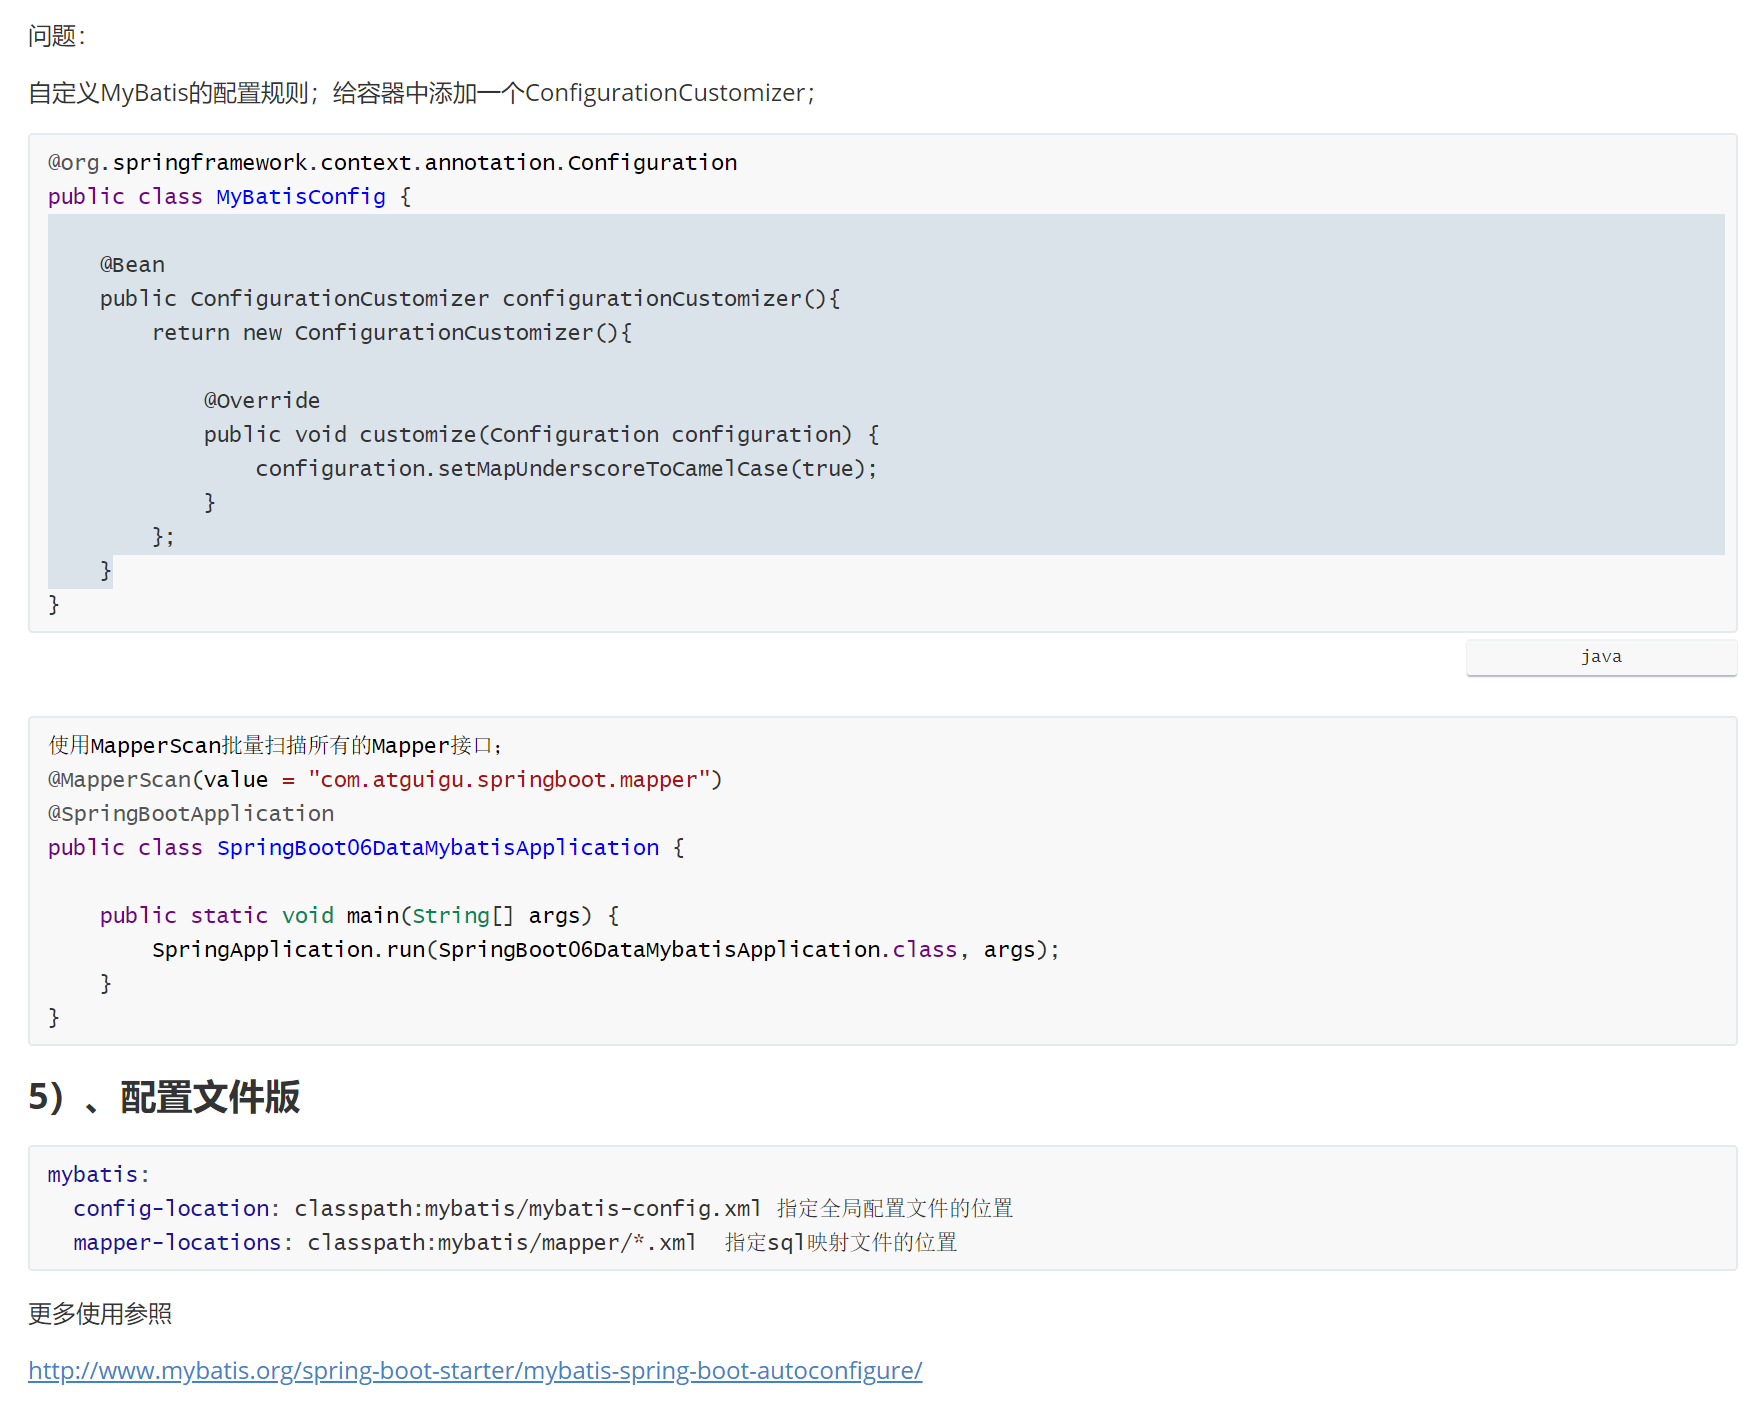 问题：
自定义MyBatis的配置规则；给容器中添加一个ConfigurationCustomizer；
@org.springframework.context.annotation.Configuration
public class MyBatisConfig {
@Bean
public ConfigurationCustomizer configurationCustomizer(){
return new ConfigurationCustomizer(){
@Override
public void customize(Configuration configuration) {
configuration.setMapUnderscoreToCamelCase(true);
}
};
}
}
java
使用MapperScan批量扫描所有的Mapper接口；
@MapperScan(value = "com.atguigu.springboot.mapper")
@SpringBootApplication
public class SpringBoot06DataMybatisApplication {
public static void main(String[] args) {
SpringApplication.run(SpringBoot06DataMybatisApplication.class, args);
}
}
5）、配置文件版
mybatis:
config-location: classpath:mybatis/mybatis-config.xml 指定全局配置文件的位置
mapper-locations: classpath:mybatis/mapper/*.xml  指定sql映射文件的位置
更多使用参照
http://www.mybatis.org/spring-boot-starter/mybatis-spring-boot-autoconfigure/